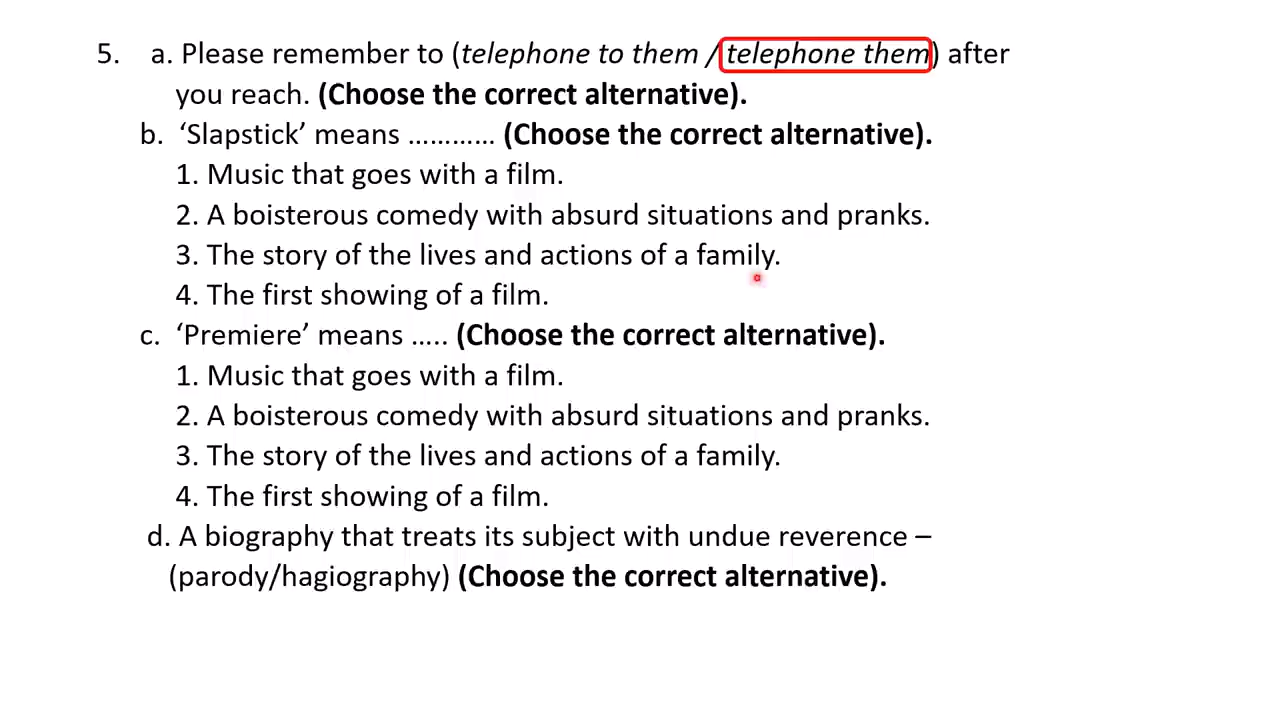 5. a. Please remember to (telephone to them / telephone them) after
you reach. (Choose the correct alternative).
b. ‘Slapstick’ means ………… (Choose the correct alternative).
1. Music that goes with a film.
2. A boisterous comedy with absurd situations and pranks.
3. The story of the lives and actions of a family.
4. The first showing of a film.
c. ‘Premiere’ means ….. (Choose the correct alternative).
1. Music that goes with a film.
2. A boisterous comedy with absurd situations and pranks.
3. The story of the lives and actions of a family.
4. The first showing of a film.
d. A biography that treats its subject with undue reverence –
(parody/hagiography) (Choose the correct alternative).